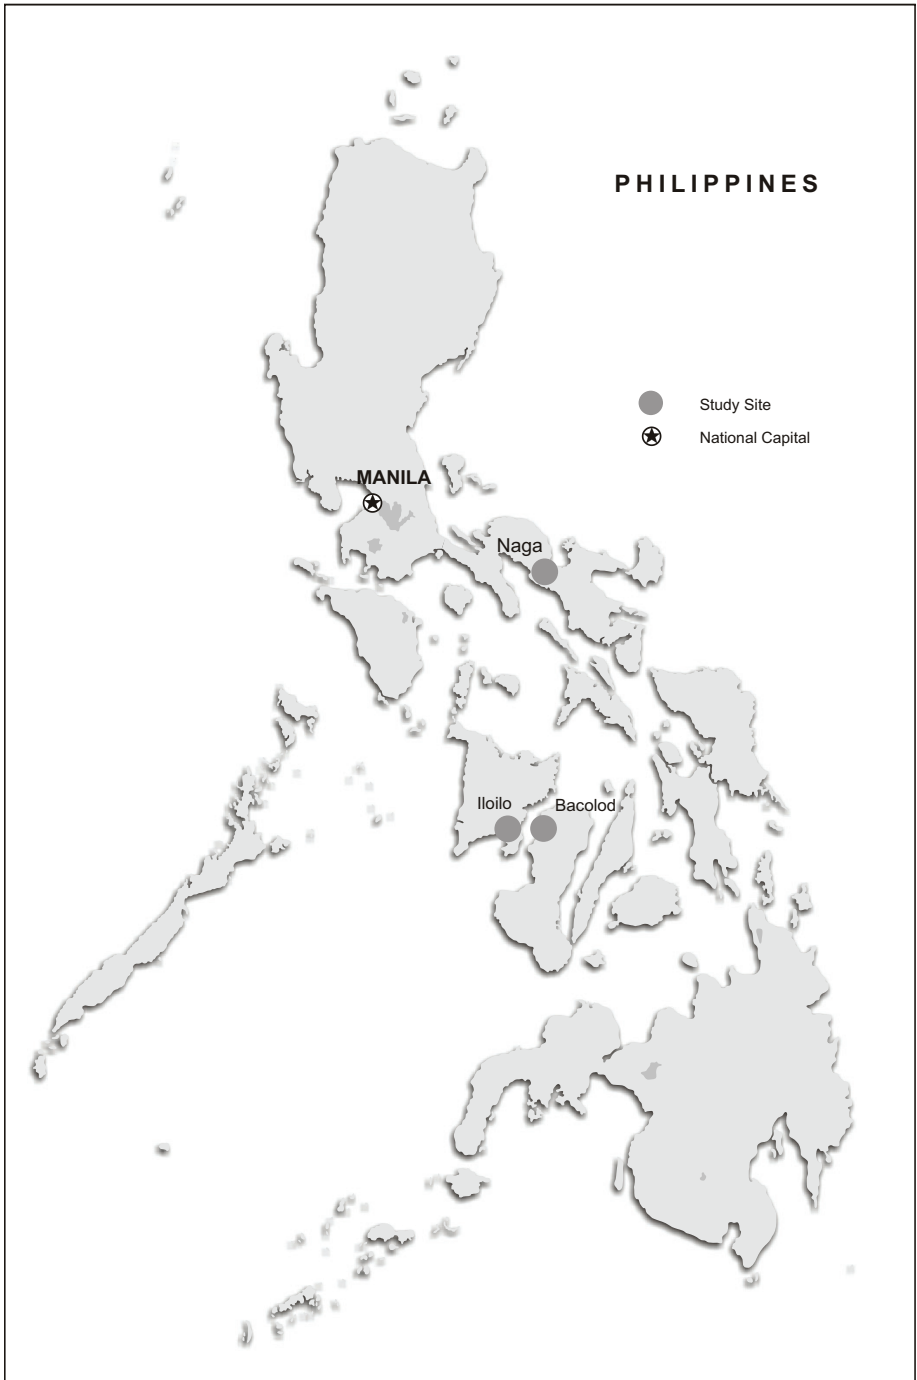 PHILIPPINES
Study Site
National Capital
MANILA
Naga
Iloilo
Bacolod